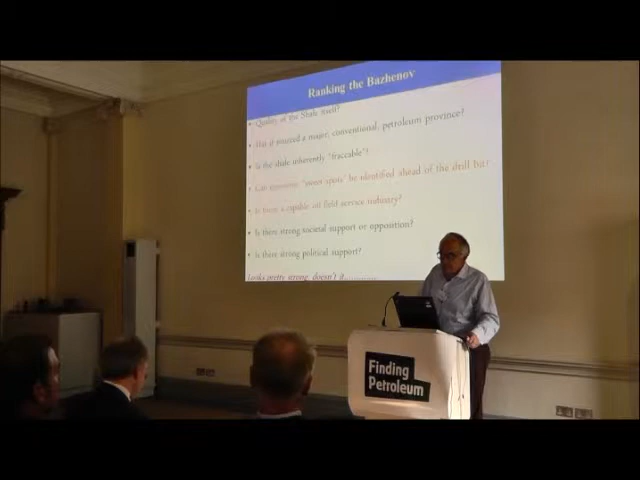 Ranking the Bazhenov
• Quality of the Shale itself?
• Has it sourced a major, conventional, petroleum province?
• Is the shale inherently "fraccable"?
• Can economic 'sweet spots' be identified ahead of the drill bit?
• Is there a capable oil field service industry?
• Is there strong societal support or opposition?
• Is there strong political support?
Looks pretty strong, doesn't it.............
Finding
Petroleum